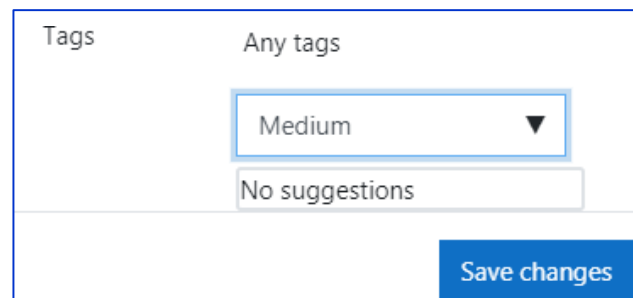 Tags
Any tags
Medium
No suggestions
Save changes